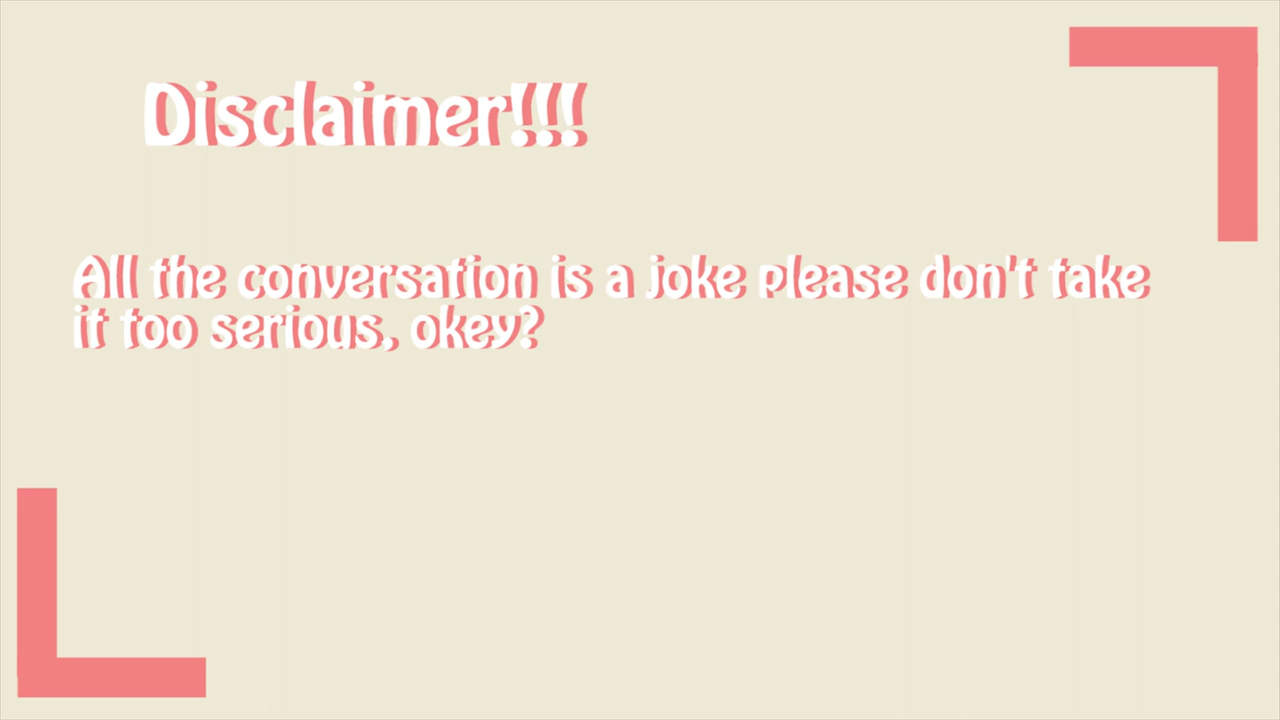 Disclaimer!!!
All the conversation is a joke please don't take
it too serious, okey?